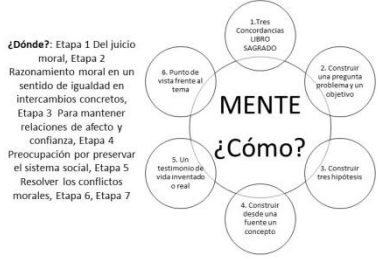 ¿Dónde?: Etapa 1 Del juicio
moral, Etapa 2
Razonamiento moral en un
sentido de igualdad en
intercambios concretos,
Etapa 3 Para mantener
relaciones de afecto y
confianza, Etapa 4
Preocupación por preservar
el sistema social, Etapa 5
Resolver los conflictos
morales, Etapa 6, Etapa 7
MENTE
¿Cómo?
1.Tres
Concordancias
LIBRO
SAGRADO
2. Construir
una pregunta
problema y un
objetivo
3. Construir
tres hipótesis
4. Construir
desde una
fuente un
concepto
5. Un
testimonio de
vida inventado
o real
6. Punto de
vista frente al
tema